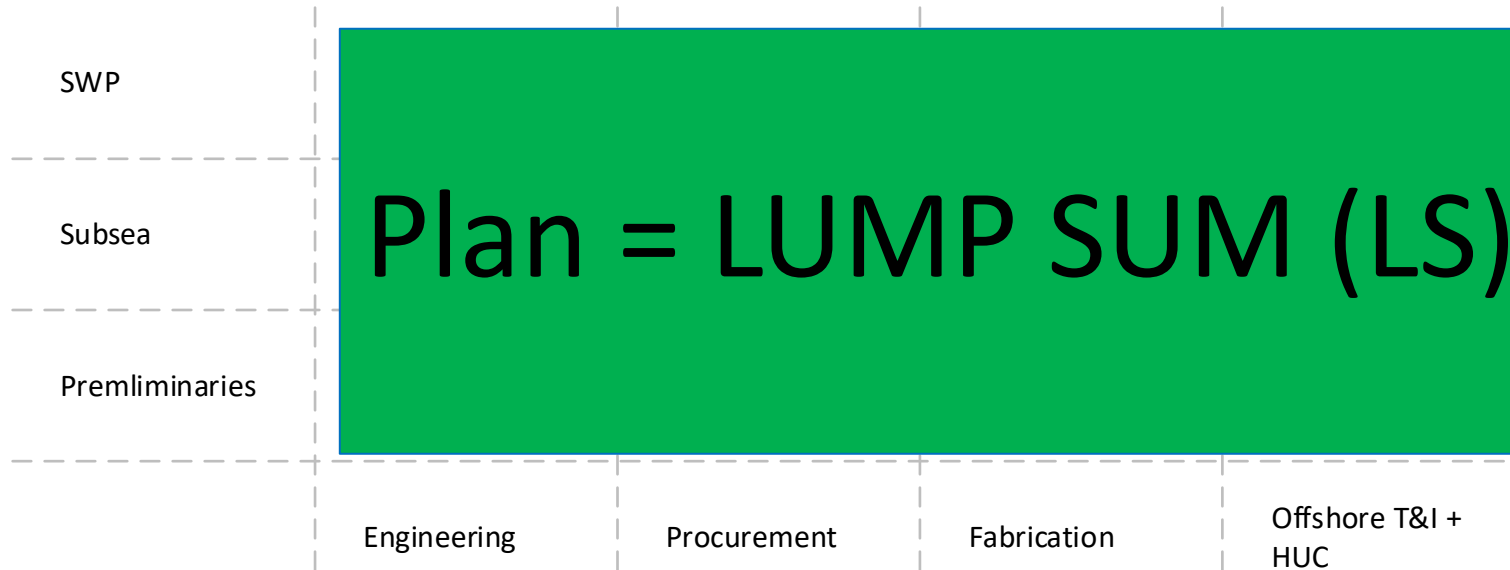 SWP
Subsea
Plan = LUMP SUM (LS)
Premliminaries
Engineering
Procurement
Fabrication
Offshore T&I +
HUC